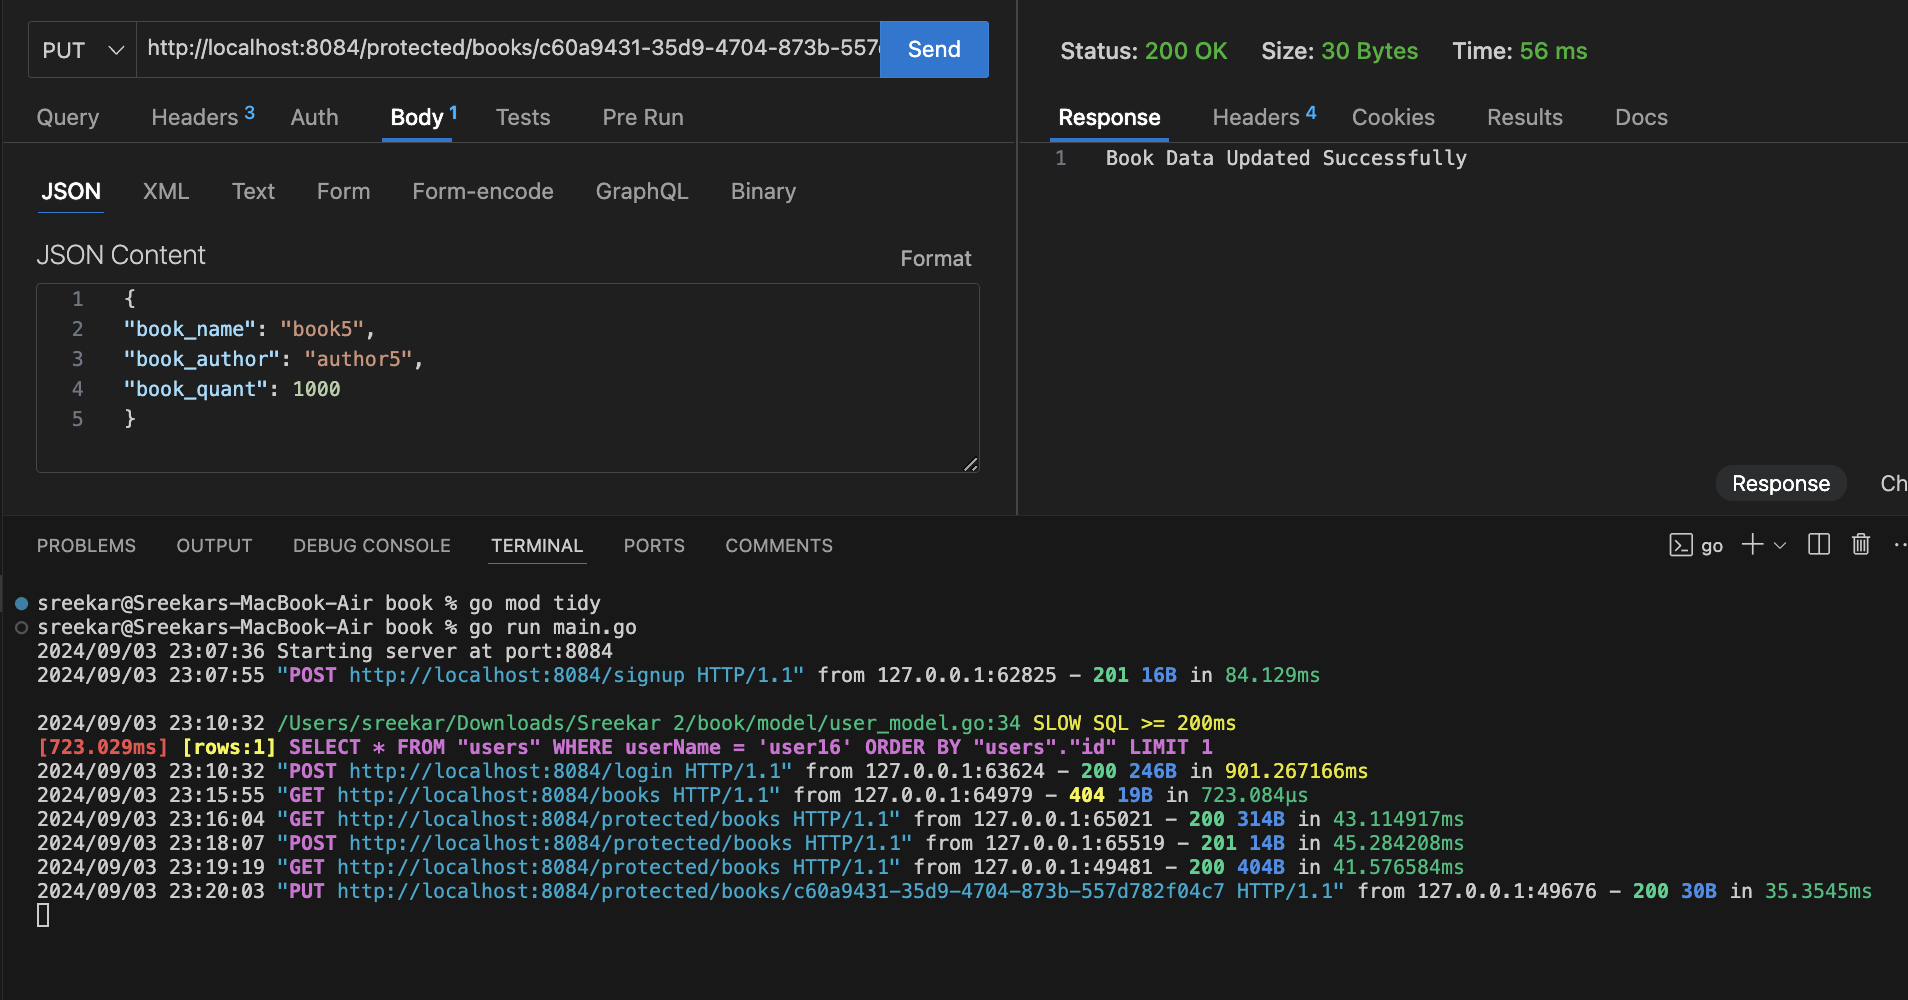 PUT http://localhost:8084/protected/books/c60a9431-35d9-4704-873b-557 Send
Query Headers 3 Auth Body 1 Tests Pre Run
JSON XML Text Form Form-encode GraphQL Binary
JSON Content Format
1 {
2 "book_name": "book5",
3 "book_author": "author5",
4 "book_quant": 1000
5 }
Status: 200 OK Size: 30 Bytes Time: 56 ms
Response Headers 4 Cookies Results Docs
1 Book Data Updated Successfully
Response Ch
PROBLEMS OUTPUT DEBUG CONSOLE TERMINAL PORTS COMMENTS go
sreekar@Sreekars-MacBook-Air book % go mod tidy
sreekar@Sreekars-MacBook-Air book % go run main.go
2024/09/03 23:07:36 Starting server at port:8084
2024/09/03 23:07:55 "POST http://localhost:8084/signup HTTP/1.1" from 127.0.0.1:62825 - 201 16B in 84.129ms
2024/09/03 23:10:32 /Users/sreekar/Downloads/Sreekar 2/book/model/user_model.go:34 SLOW SQL >= 200ms
[723.029ms] [rows:1] SELECT * FROM "users" WHERE userName = 'user16' ORDER BY "users"."id" LIMIT 1
2024/09/03 23:10:32 "POST http://localhost:8084/login HTTP/1.1" from 127.0.0.1:63624 - 200 246B in 901.267166ms
2024/09/03 23:15:55 "GET http://localhost:8084/books HTTP/1.1" from 127.0.0.1:64979 - 404 19B in 723.084µs
2024/09/03 23:16:04 "GET http://localhost:8084/protected/books HTTP/1.1" from 127.0.0.1:65021 - 200 314B in 43.114917ms
2024/09/03 23:18:07 "POST http://localhost:8084/protected/books HTTP/1.1" from 127.0.0.1:65519 - 201 14B in 45.284208ms
2024/09/03 23:19:19 "GET http://localhost:8084/protected/books HTTP/1.1" from 127.0.0.1:49481 - 200 404B in 41.576584ms
2024/09/03 23:20:03 "PUT http://localhost:8084/protected/books/c60a9431-35d9-4704-873b-557d782f04c7 HTTP/1.1" from 127.0.0.1:49676 - 200 30B in 35.3545ms